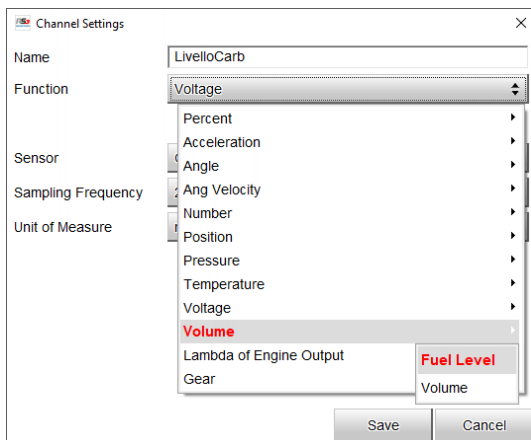 Channel Settings
Name LivelloCarb
Function Voltage
Percent
Acceleration
Sensor
Angle
Sampling Frequency
Ang Velocity
Number
Unit of Measure
Position
Pressure
Temperature
Voltage
Volume
Lambda of Engine Output
Fuel Level
Gear
Volume
Save Cancel